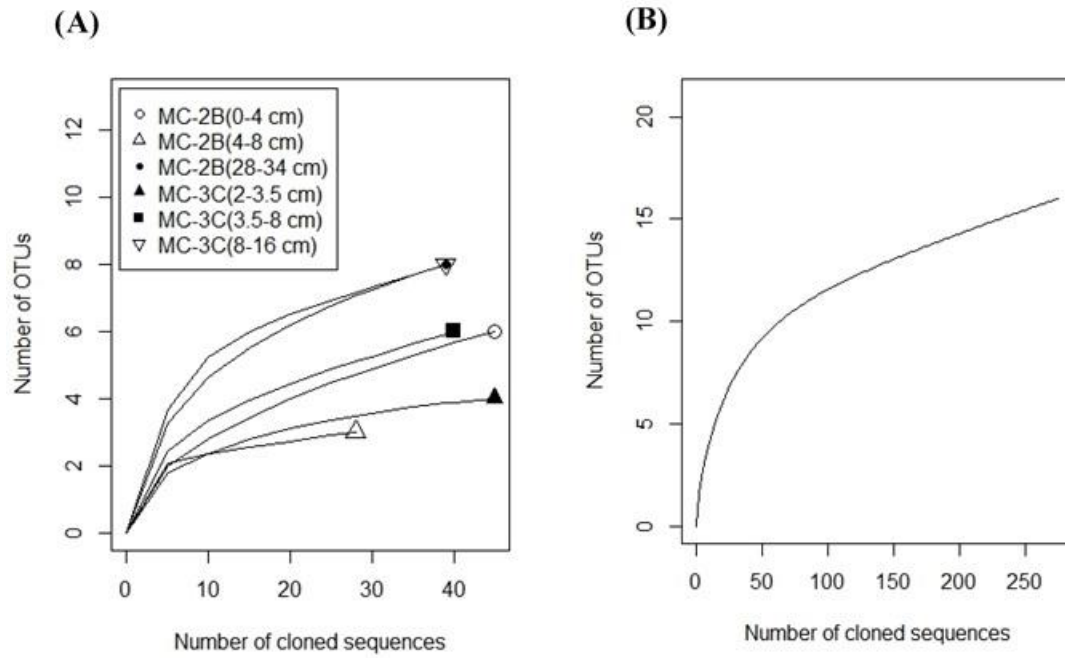 (A)
MC-2B(0-4 cm)
MC-2B(4-8 cm)
MC-2B(28-34 cm)
MC-3C(2-3.5 cm)
MC-3C(3.5-8 cm)
MC-3C(8-16 cm)
Number of OTUs
0
2
4
6
8
10
12
0 10 20 30 40
Number of cloned sequences
(B)
Number of OTUs
0
5
10
15
20
0 50 100 150 200 250
Number of cloned sequences